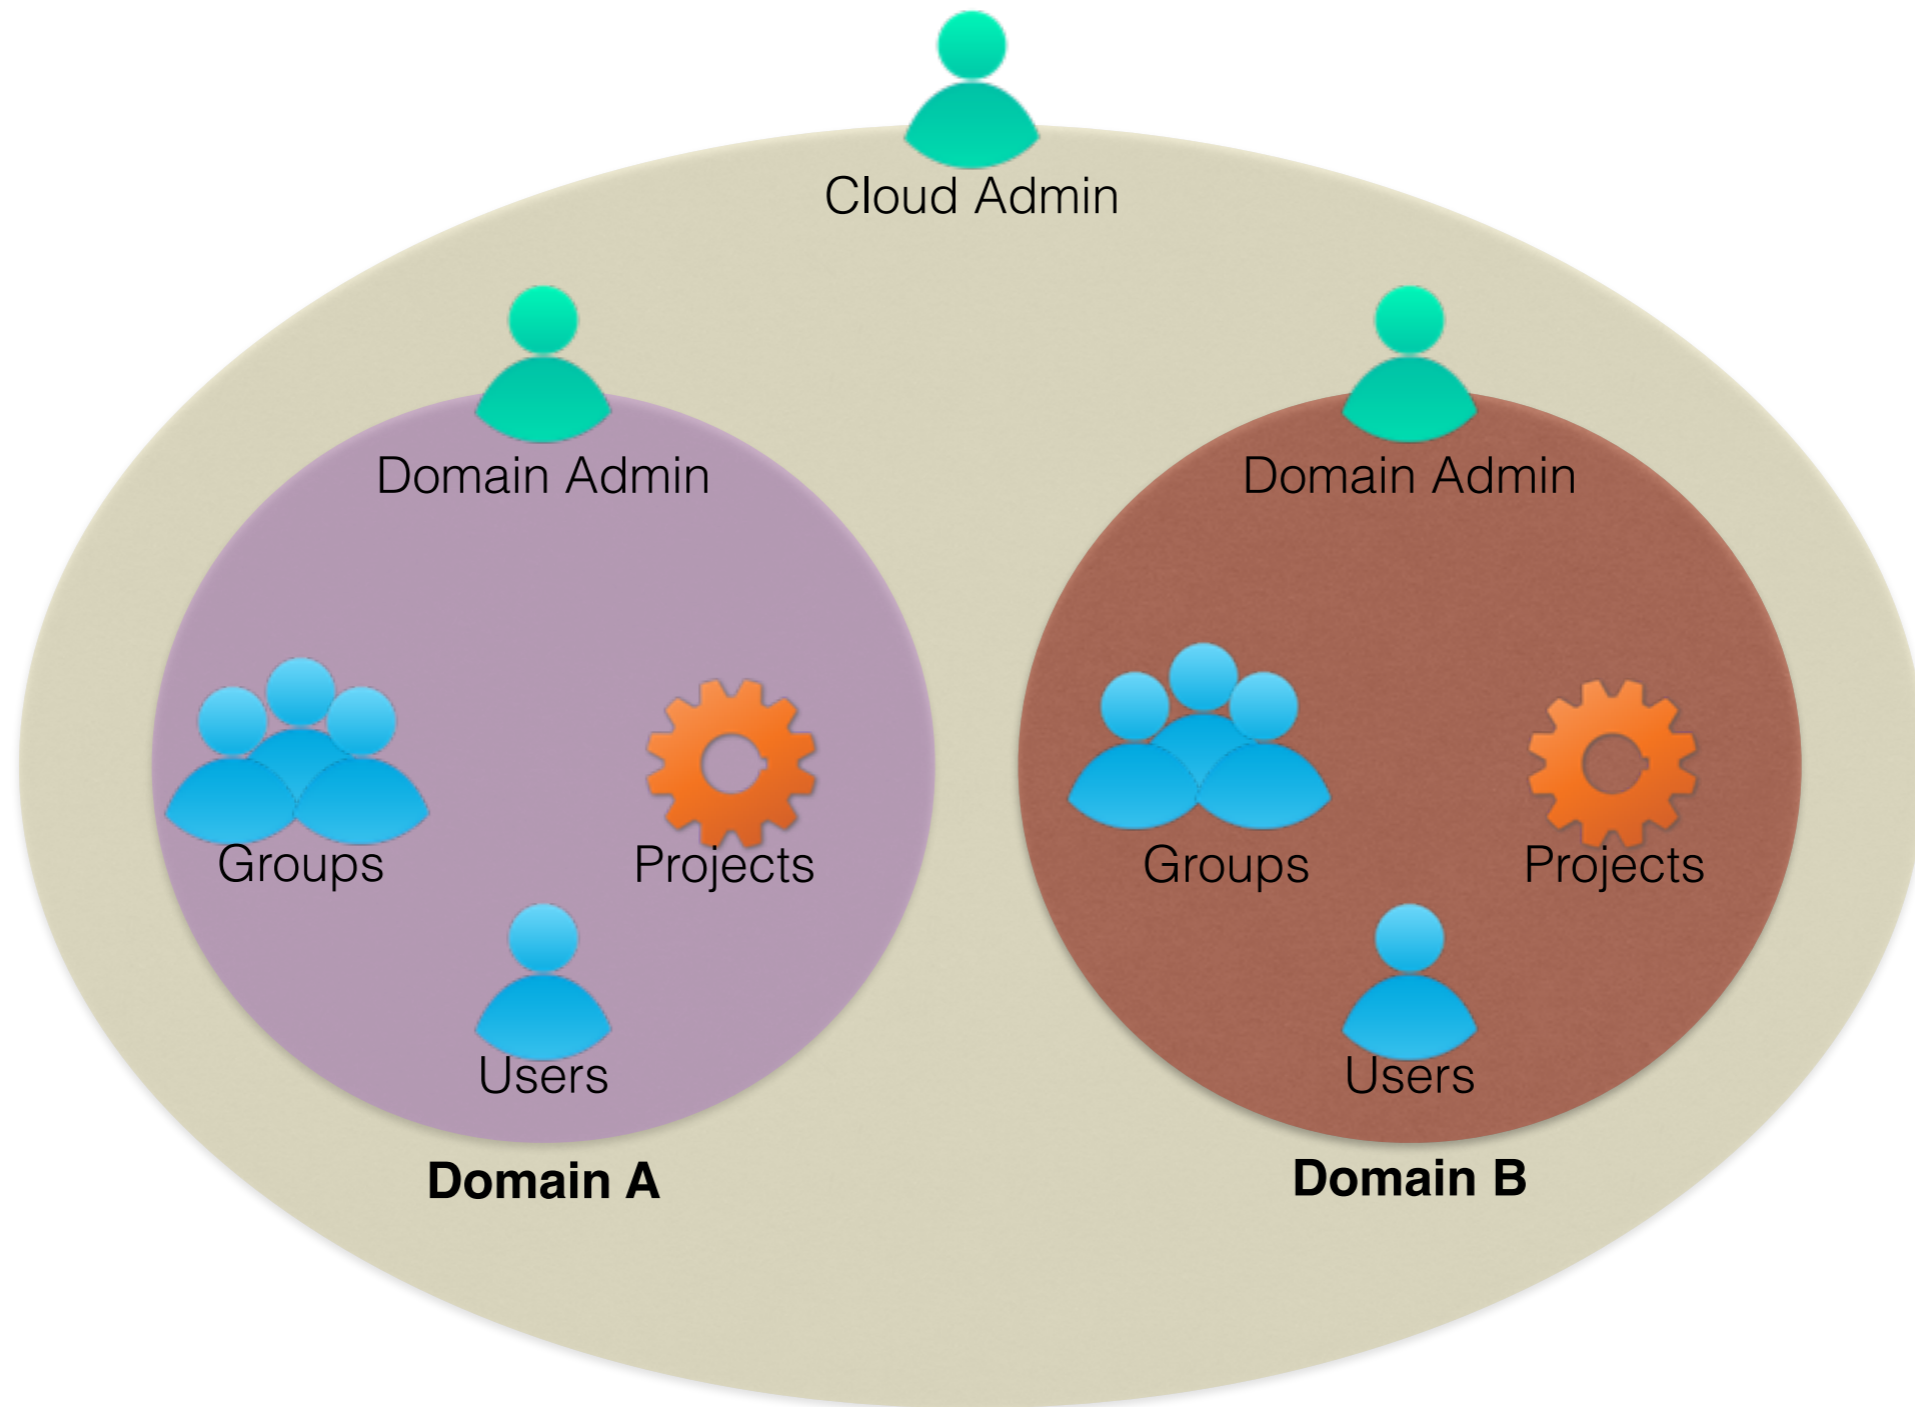 Cloud Admin
Domain Admin
Domain Admin
Groups
Projects
Groups
Projects
Users
Users
Domain A
Domain B